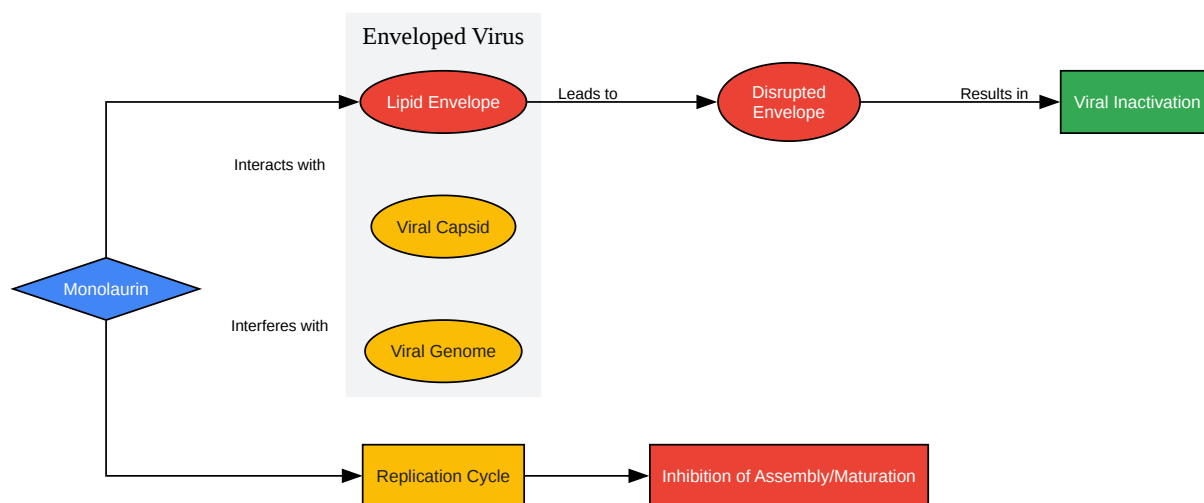 Enveloped Virus
Lipid Envelope
Leads to
Disrupted
Envelope
Results in
Viral Inactivation
Interacts with
Viral Capsid
Monolaurin
Interferes with
Viral Genome
Replication Cycle
Inhibition of Assembly/Maturation